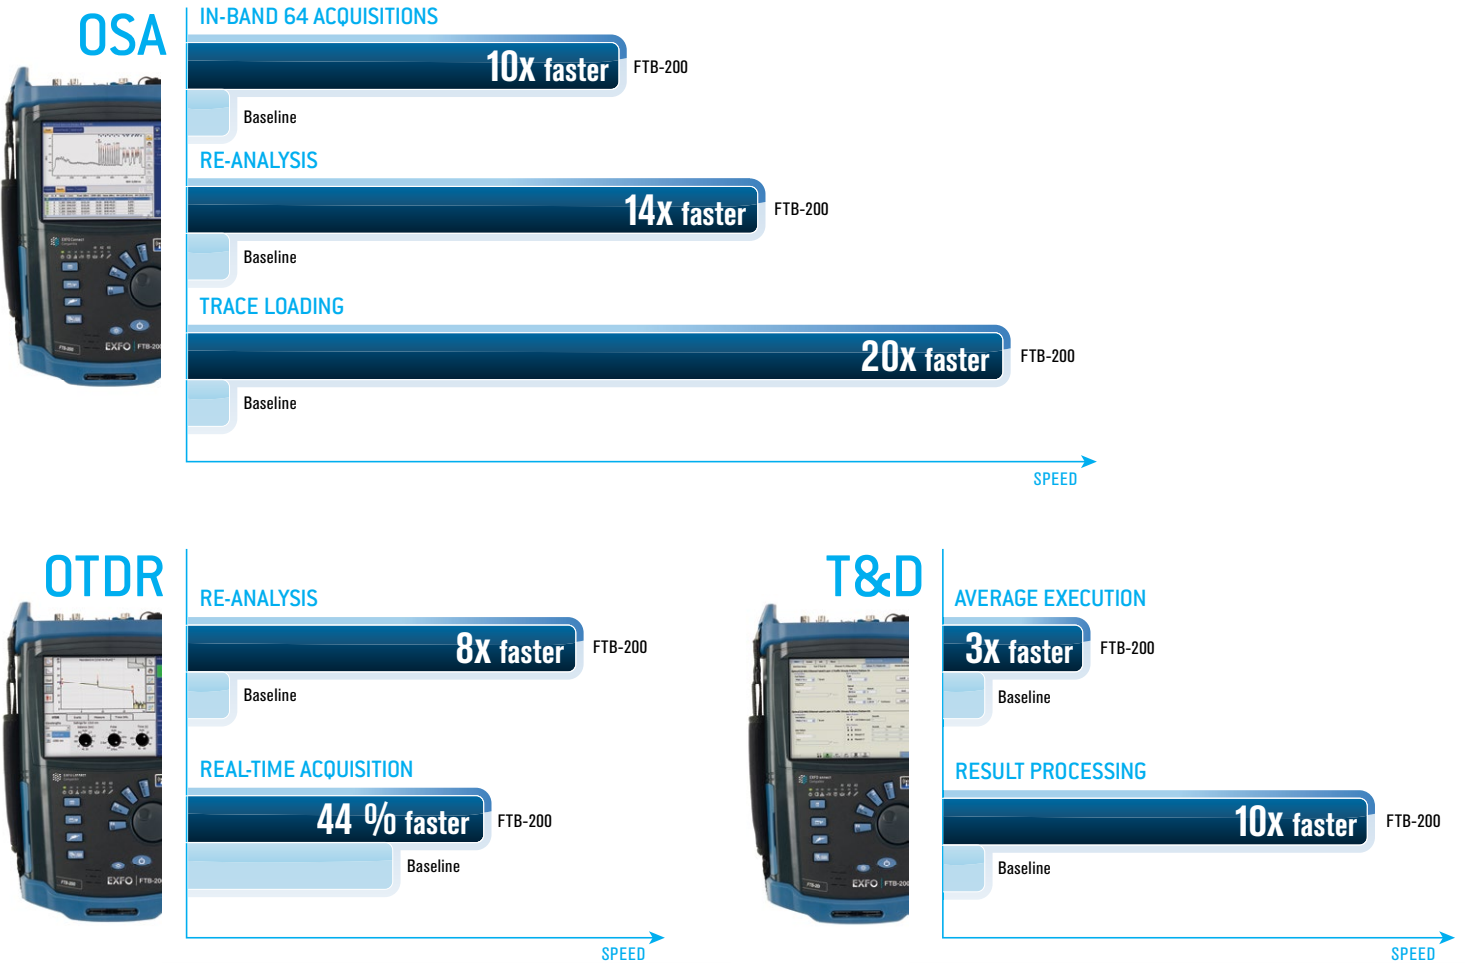 OSA
IN-BAND 64 ACQUISITIONS
10x faster
FTB-200
Baseline
RE-ANALYSIS
14x faster
FTB-200
Baseline
TRACE LOADING
20x faster
FTB-200
Baseline
EXFO
SPEED
OTDR
RE-ANALYSIS
8x faster
FTB-200
Baseline
REAL-TIME ACQUISITION
44 % faster
FTB-200
Baseline
EXFO
SPEED
T&D
AVERAGE EXECUTION
3x faster
FTB-200
Baseline
RESULT PROCESSING
10x faster
FTB-200
Baseline
EXFO
SPEED